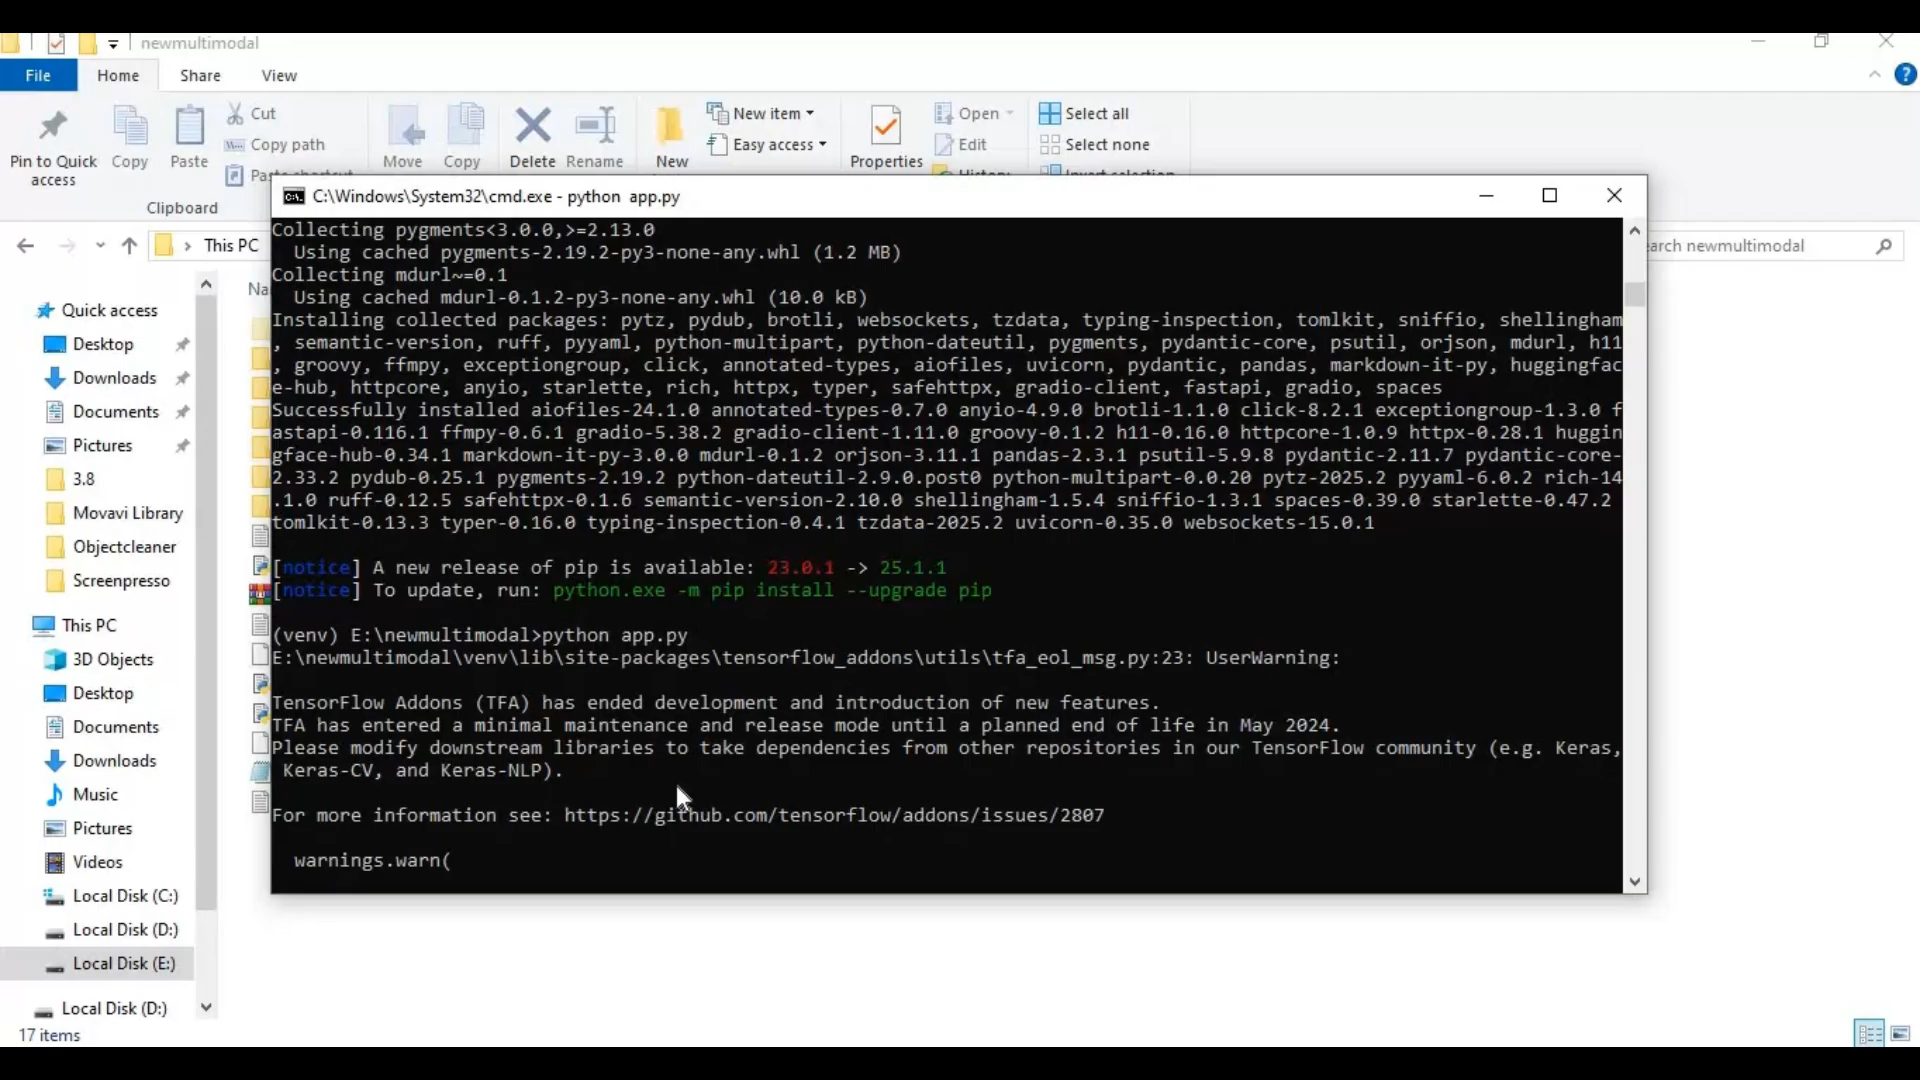 newmultimodal
File Home Share View
Pin to Quick access
Copy
Paste
Cut
Copy path
Paste shortcut
Move
Copy
Delete
Rename
New
New item
Easy access
Properties
Open
Edit
History
Select all
Select none
Invert selection
Clipboard
This PC
earch newmultimodal
Na
Quick access
Desktop
Downloads
Documents
Pictures
3.8
Movavi Library
Objectcleaner
Screenpresso
This PC
3D Objects
Desktop
Documents
Downloads
Music
Pictures
Videos
Local Disk (C:)
Local Disk (D:)
Local Disk (E:)
Local Disk (D:)
17 items
C:\Windows\System32\cmd.exe - python  app.py
Collecting pygments<3.0.0,>=2.13.0
  Using cached pygments-2.19.2-py3-none-any.whl (1.2 MB)
Collecting mdurl~=0.1
  Using cached mdurl-0.1.2-py3-none-any.whl (10.0 kB)
Installing collected packages: pytz, pydub, brotli, websockets, tzdata, typing-inspection, tomlkit, sniffio, shellingham
, semantic-version, ruff, pyyaml, python-multipart, python-dateutil, pygments, pydantic-core, psutil, orjson, mdurl, h11
, groovy, ffmpy, exceptiongroup, click, annotated-types, aiofiles, uvicorn, pydantic, pandas, markdown-it-py, huggingfac
e-hub, httpcore, anyio, starlette, rich, httpx, typer, safehttpx, gradio-client, fastapi, gradio, spaces
Successfully installed aiofiles-24.1.0 annotated-types-0.7.0 anyio-4.9.0 brotli-1.1.0 click-8.2.1 exceptiongroup-1.3.0 f
astapi-0.116.1 ffmpy-0.6.1 gradio-5.38.2 gradio-client-1.11.0 groovy-0.1.2 h11-0.16.0 httpcore-1.0.9 httpx-0.28.1 huggin
gface-hub-0.34.1 markdown-it-py-3.0.0 mdurl-0.1.2 orjson-3.11.1 pandas-2.3.1 psutil-5.9.8 pydantic-2.11.7 pydantic-core-
2.33.2 pydub-0.25.1 pygments-2.19.2 python-dateutil-2.9.0.post0 python-multipart-0.0.20 pytz-2025.2 pyyaml-6.0.2 rich-14
.1.0 ruff-0.12.5 safehttpx-0.1.6 semantic-version-2.10.0 shellingham-1.5.4 sniffio-1.3.1 spaces-0.39.0 starlette-0.47.2
tomlkit-0.13.3 typer-0.16.0 typing-inspection-0.4.1 tzdata-2025.2 uvicorn-0.35.0 websockets-15.0.1
[notice] A new release of pip is available: 23.0.1 -> 25.1.1
[notice] To update, run: python.exe -m pip install --upgrade pip
(venv) E:\newmultimodal>python app.py
E:\newmultimodal\venv\lib\site-packages\tensorflow_addons\utils\tfa_eol_msg.py:23: UserWarning:
TensorFlow Addons (TFA) has ended development and introduction of new features.
TFA has entered a minimal maintenance and release mode until a planned end of life in May 2024.
Please modify downstream libraries to take dependencies from other repositories in our TensorFlow community (e.g. Keras,
 Keras-CV, and Keras-NLP).
For more information see: https://github.com/tensorflow/addons/issues/2807
  warnings.warn(